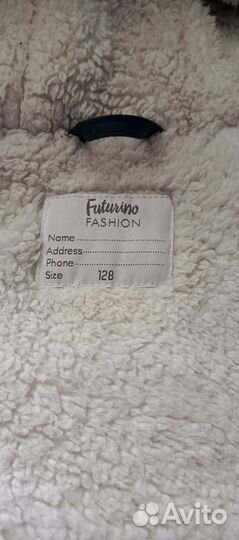 Futurino
FASHION
Name
Address
Phone
Size 128
Avito